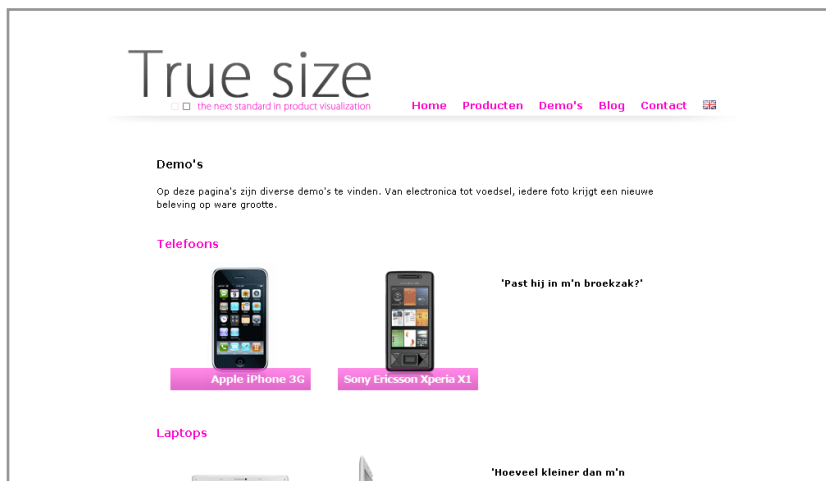 True size
the next standard in product visualization
Home Producten Demo's Blog Contact
Demo's
Op deze pagina's zijn diverse demo's te vinden. Van electronica tot voedsel, iedere foto krijgt een nieuwe
beleving op ware grootte.
Telefoons
'Past hij in m'n broekzak?'
Apple iPhone 3G
Sony Ericsson Xperia X1
Laptops
'Hoeveel kleiner dan m'n